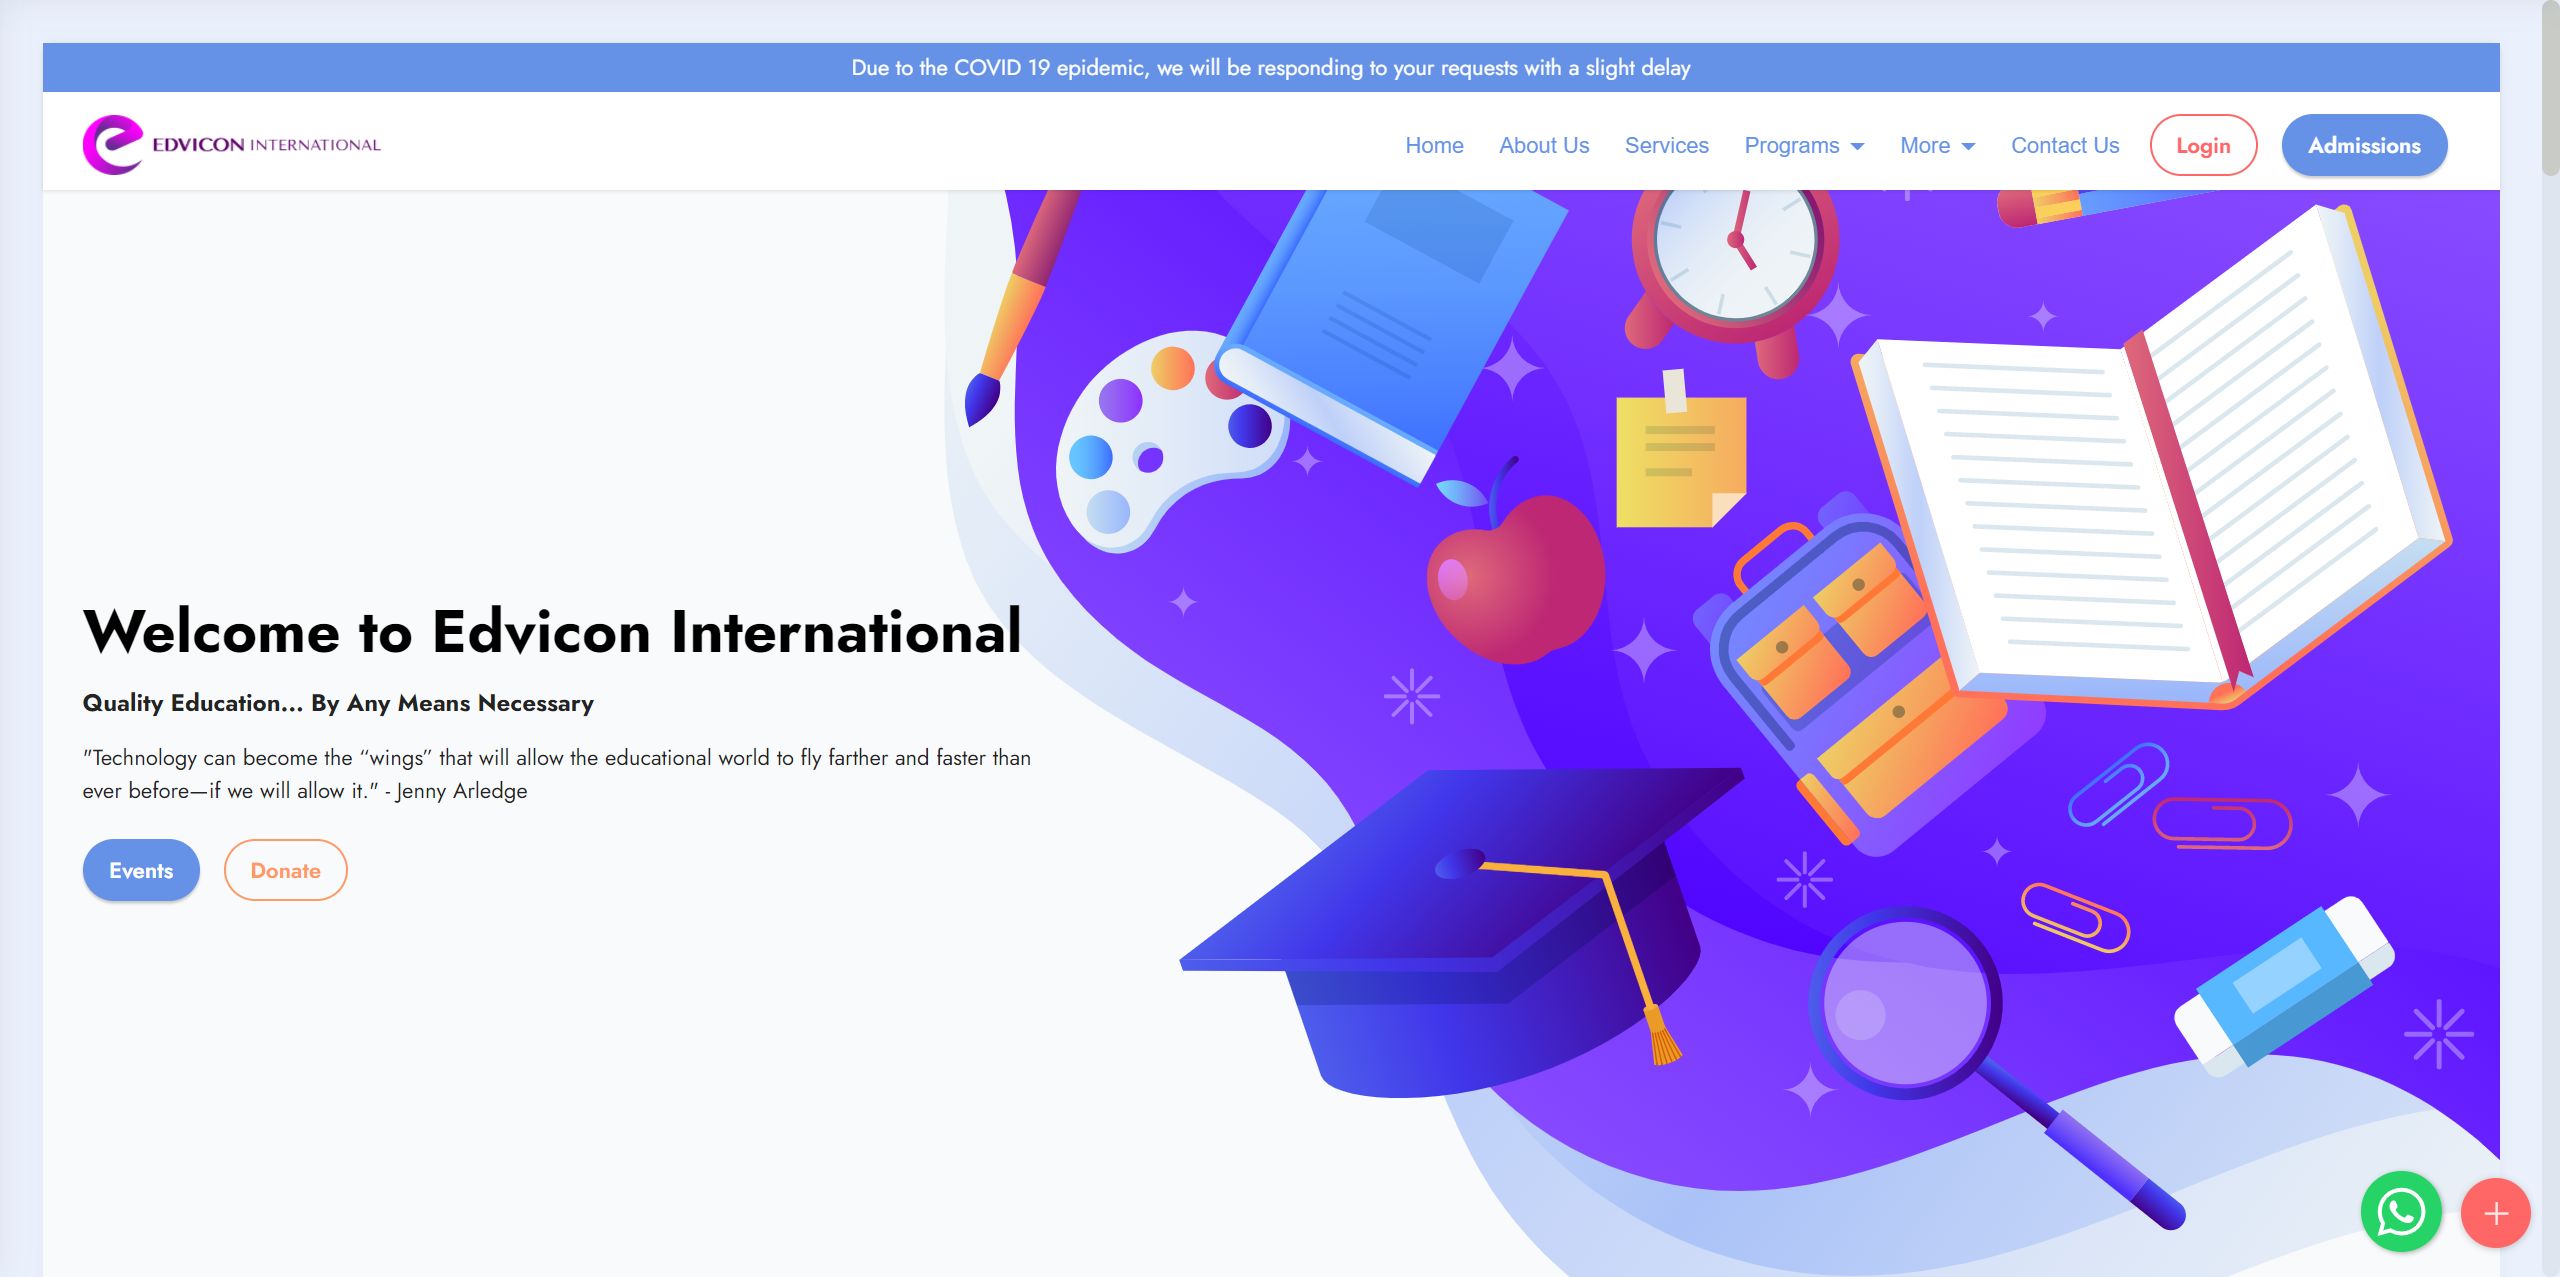 Due to the COVID 19 epidemic, we will be responding to your requests with a slight delay
EDVICON INTERNATIONAL
Home About Us Services Programs More Contact Us Login Admissions
Welcome to Edvicon International
Quality Education... By Any Means Necessary
"Technology can become the “wings” that will allow the educational world to fly farther and faster than
ever before—if we will allow it." - Jenny Arledge
Events Donate